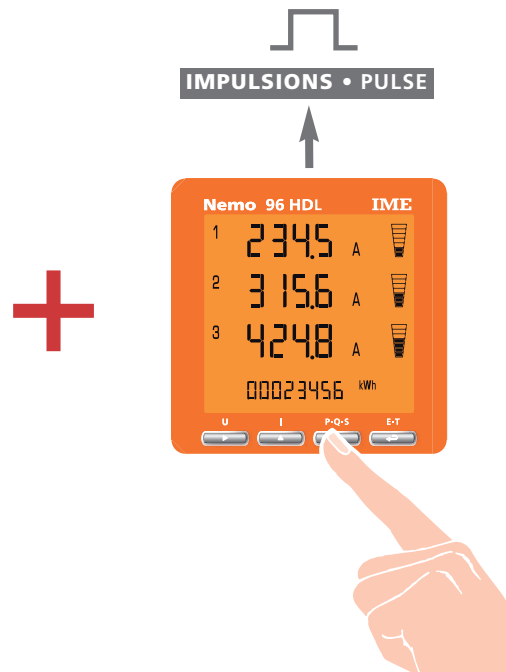 IMPULSIONS • PULSE
Nemo 96 HDL IME
1 234.5 A
2 315.6 A
3 424.8 A
00023456 kWh
U I P·Q·S E·T